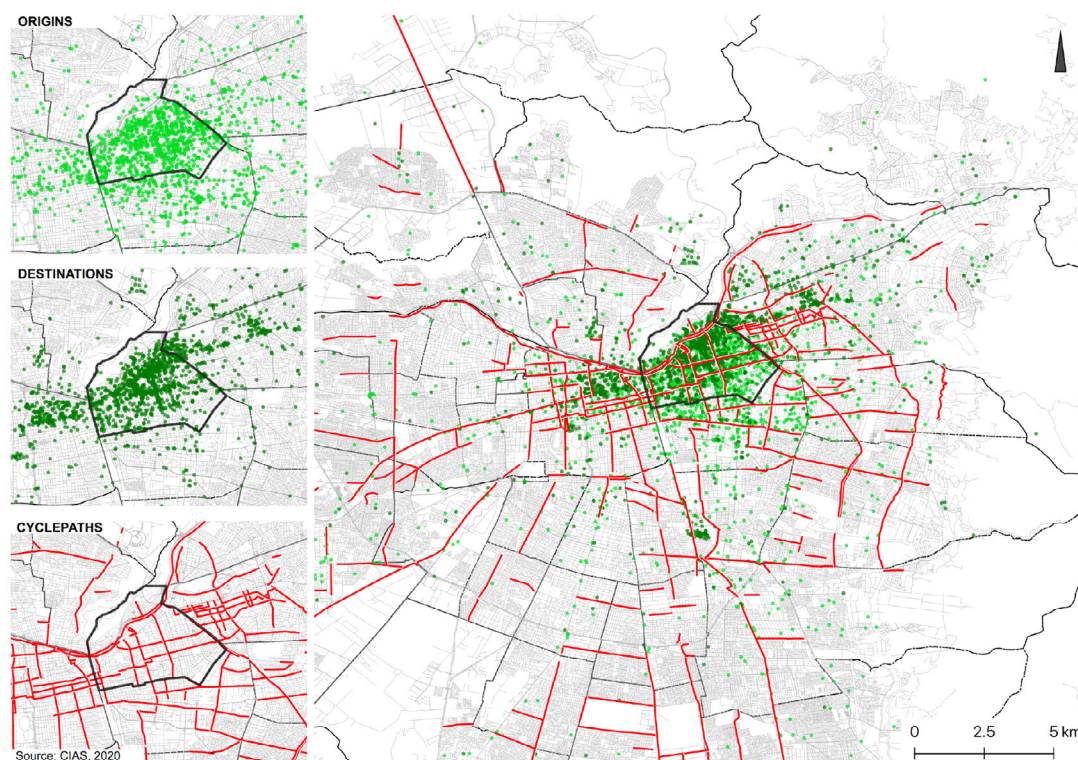 ORIGINS
DESTINATIONS
CYCLEPATHS
Source: CIAS, 2020
0 2.5 5 km